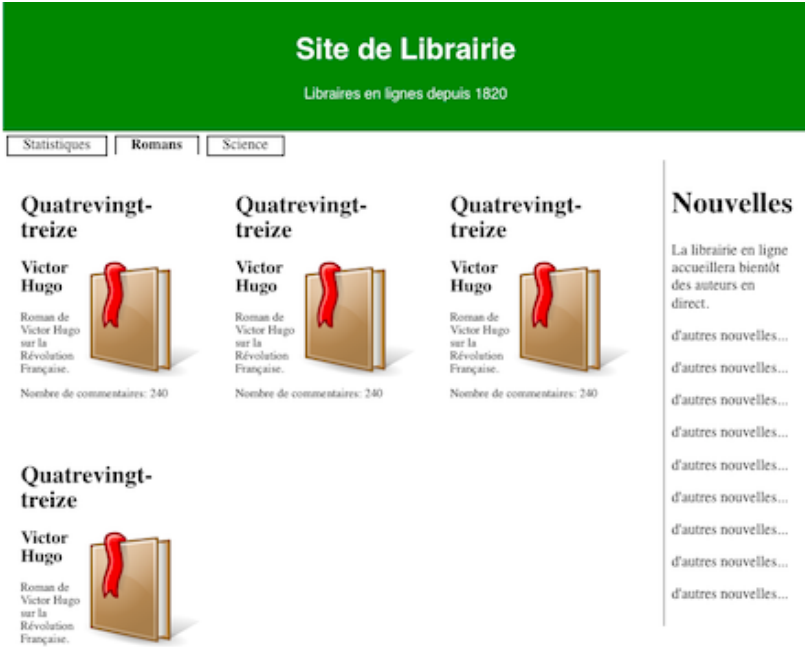 Site de Librairie
Libraires en lignes depuis 1820
Statistiques
Romans
Science
Quatrevingt-
treize
Victor
Hugo
Roman de
Victor Hugo
sur la
Révolution
Française.
Nombre de commentaires: 240
Quatrevingt-
treize
Victor
Hugo
Roman de
Victor Hugo
sur la
Révolution
Française.
Nombre de commentaires: 240
Quatrevingt-
treize
Victor
Hugo
Roman de
Victor Hugo
sur la
Révolution
Française.
Nombre de commentaires: 240
Quatrevingt-
treize
Victor
Hugo
Roman de
Victor Hugo
sur la
Révolution
Française.
Nouvelles
La librairie en ligne
accueillera bientôt
des auteurs en
direct.
d'autres nouvelles...
d'autres nouvelles...
d'autres nouvelles...
d'autres nouvelles...
d'autres nouvelles...
d'autres nouvelles...
d'autres nouvelles...
d'autres nouvelles...
d'autres nouvelles...